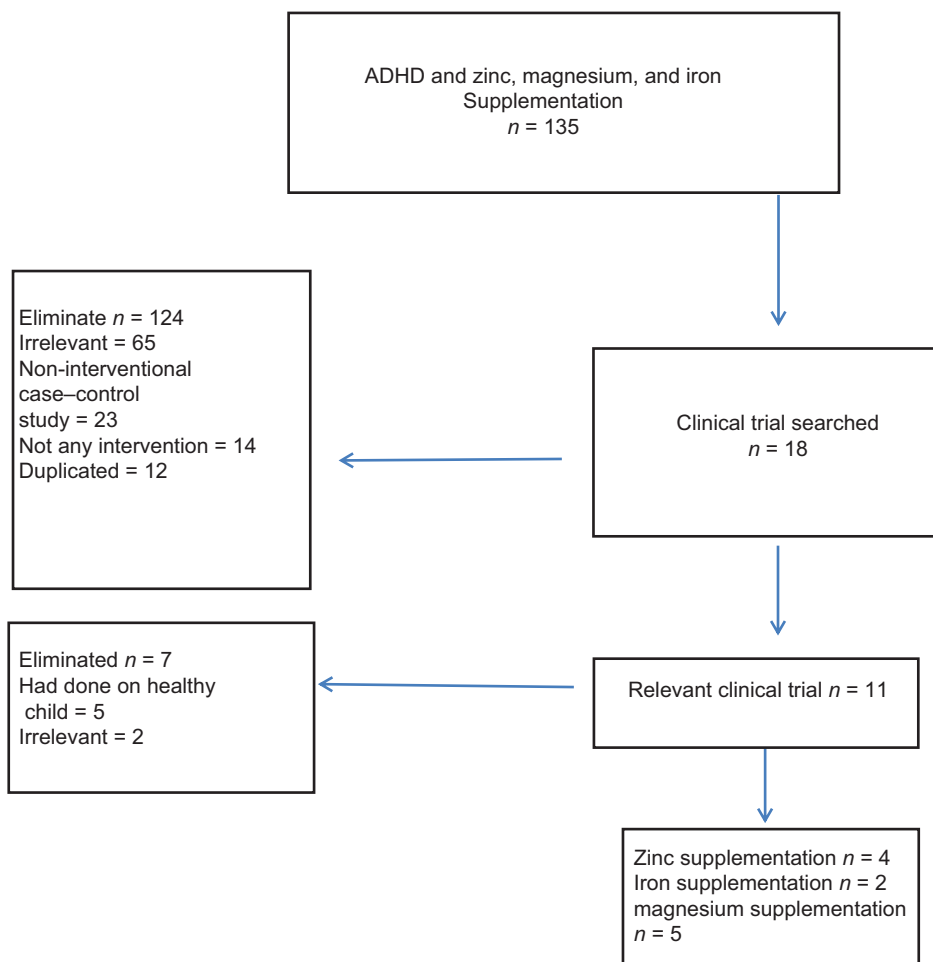 ADHD and zinc, magnesium, and iron
Supplementation
n = 135
Eliminate n = 124
Irrelevant = 65
Non-interventional
case–control
study = 23
Not any intervention = 14
Duplicated = 12
Clinical trial searched
n = 18
Eliminated n = 7
Had done on healthy
child = 5
Irrelevant = 2
Relevant clinical trial n = 11
Zinc supplementation n = 4
Iron supplementation n = 2
magnesium supplementation
n = 5